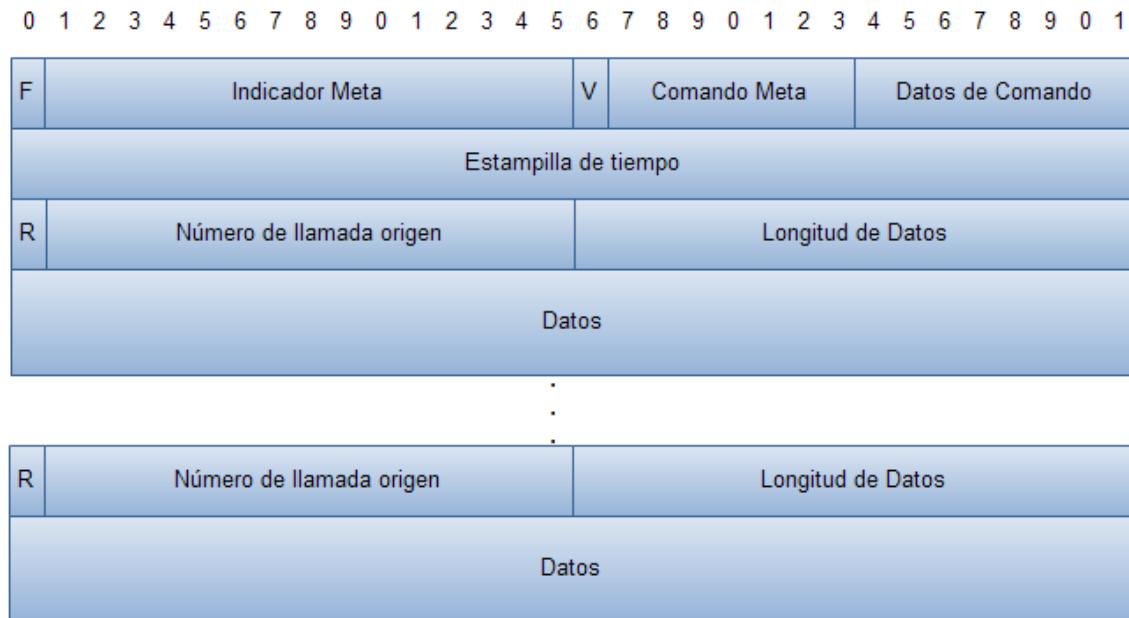 0 1 2 3 4 5 6 7 8 9 0 1 2 3 4 5 6 7 8 9 0 1 2 3 4 5 6 7 8 9 0 1
F Indicador Meta V Comando Meta Datos de Comando
Estampilla de tiempo
R Número de llamada origen Longitud de Datos
Datos
.
.
.
R Número de llamada origen Longitud de Datos
Datos